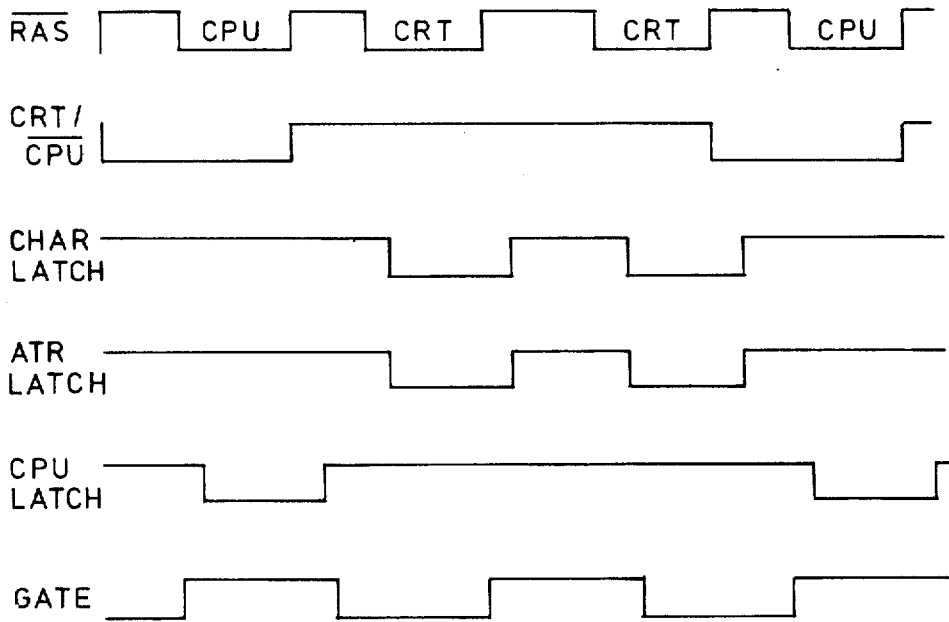 RAS CPU CRT CRT CPU
CRT/
CPU
CHAR
LATCH
ATR
LATCH
CPU
LATCH
GATE